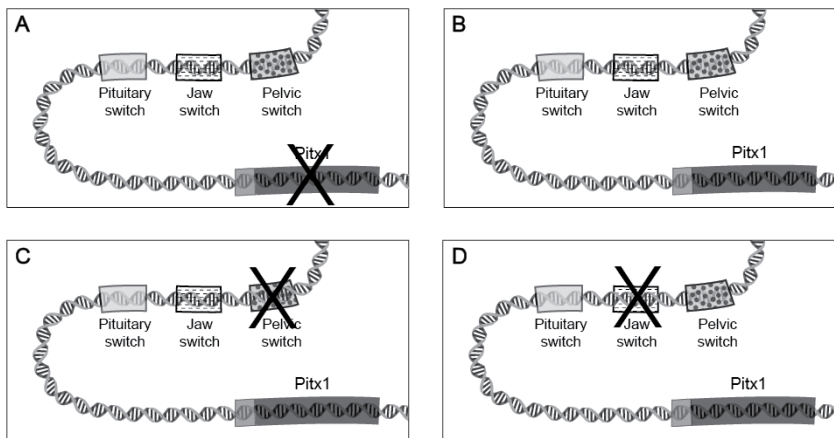 A
Pituitary switch
Jaw switch
Pelvic switch
Pitx1
B
Pituitary switch
Jaw switch
Pelvic switch
Pitx1
C
Pituitary switch
Jaw switch
Pelvic switch
Pitx1
D
Pituitary switch
Jaw switch
Pelvic switch
Pitx1